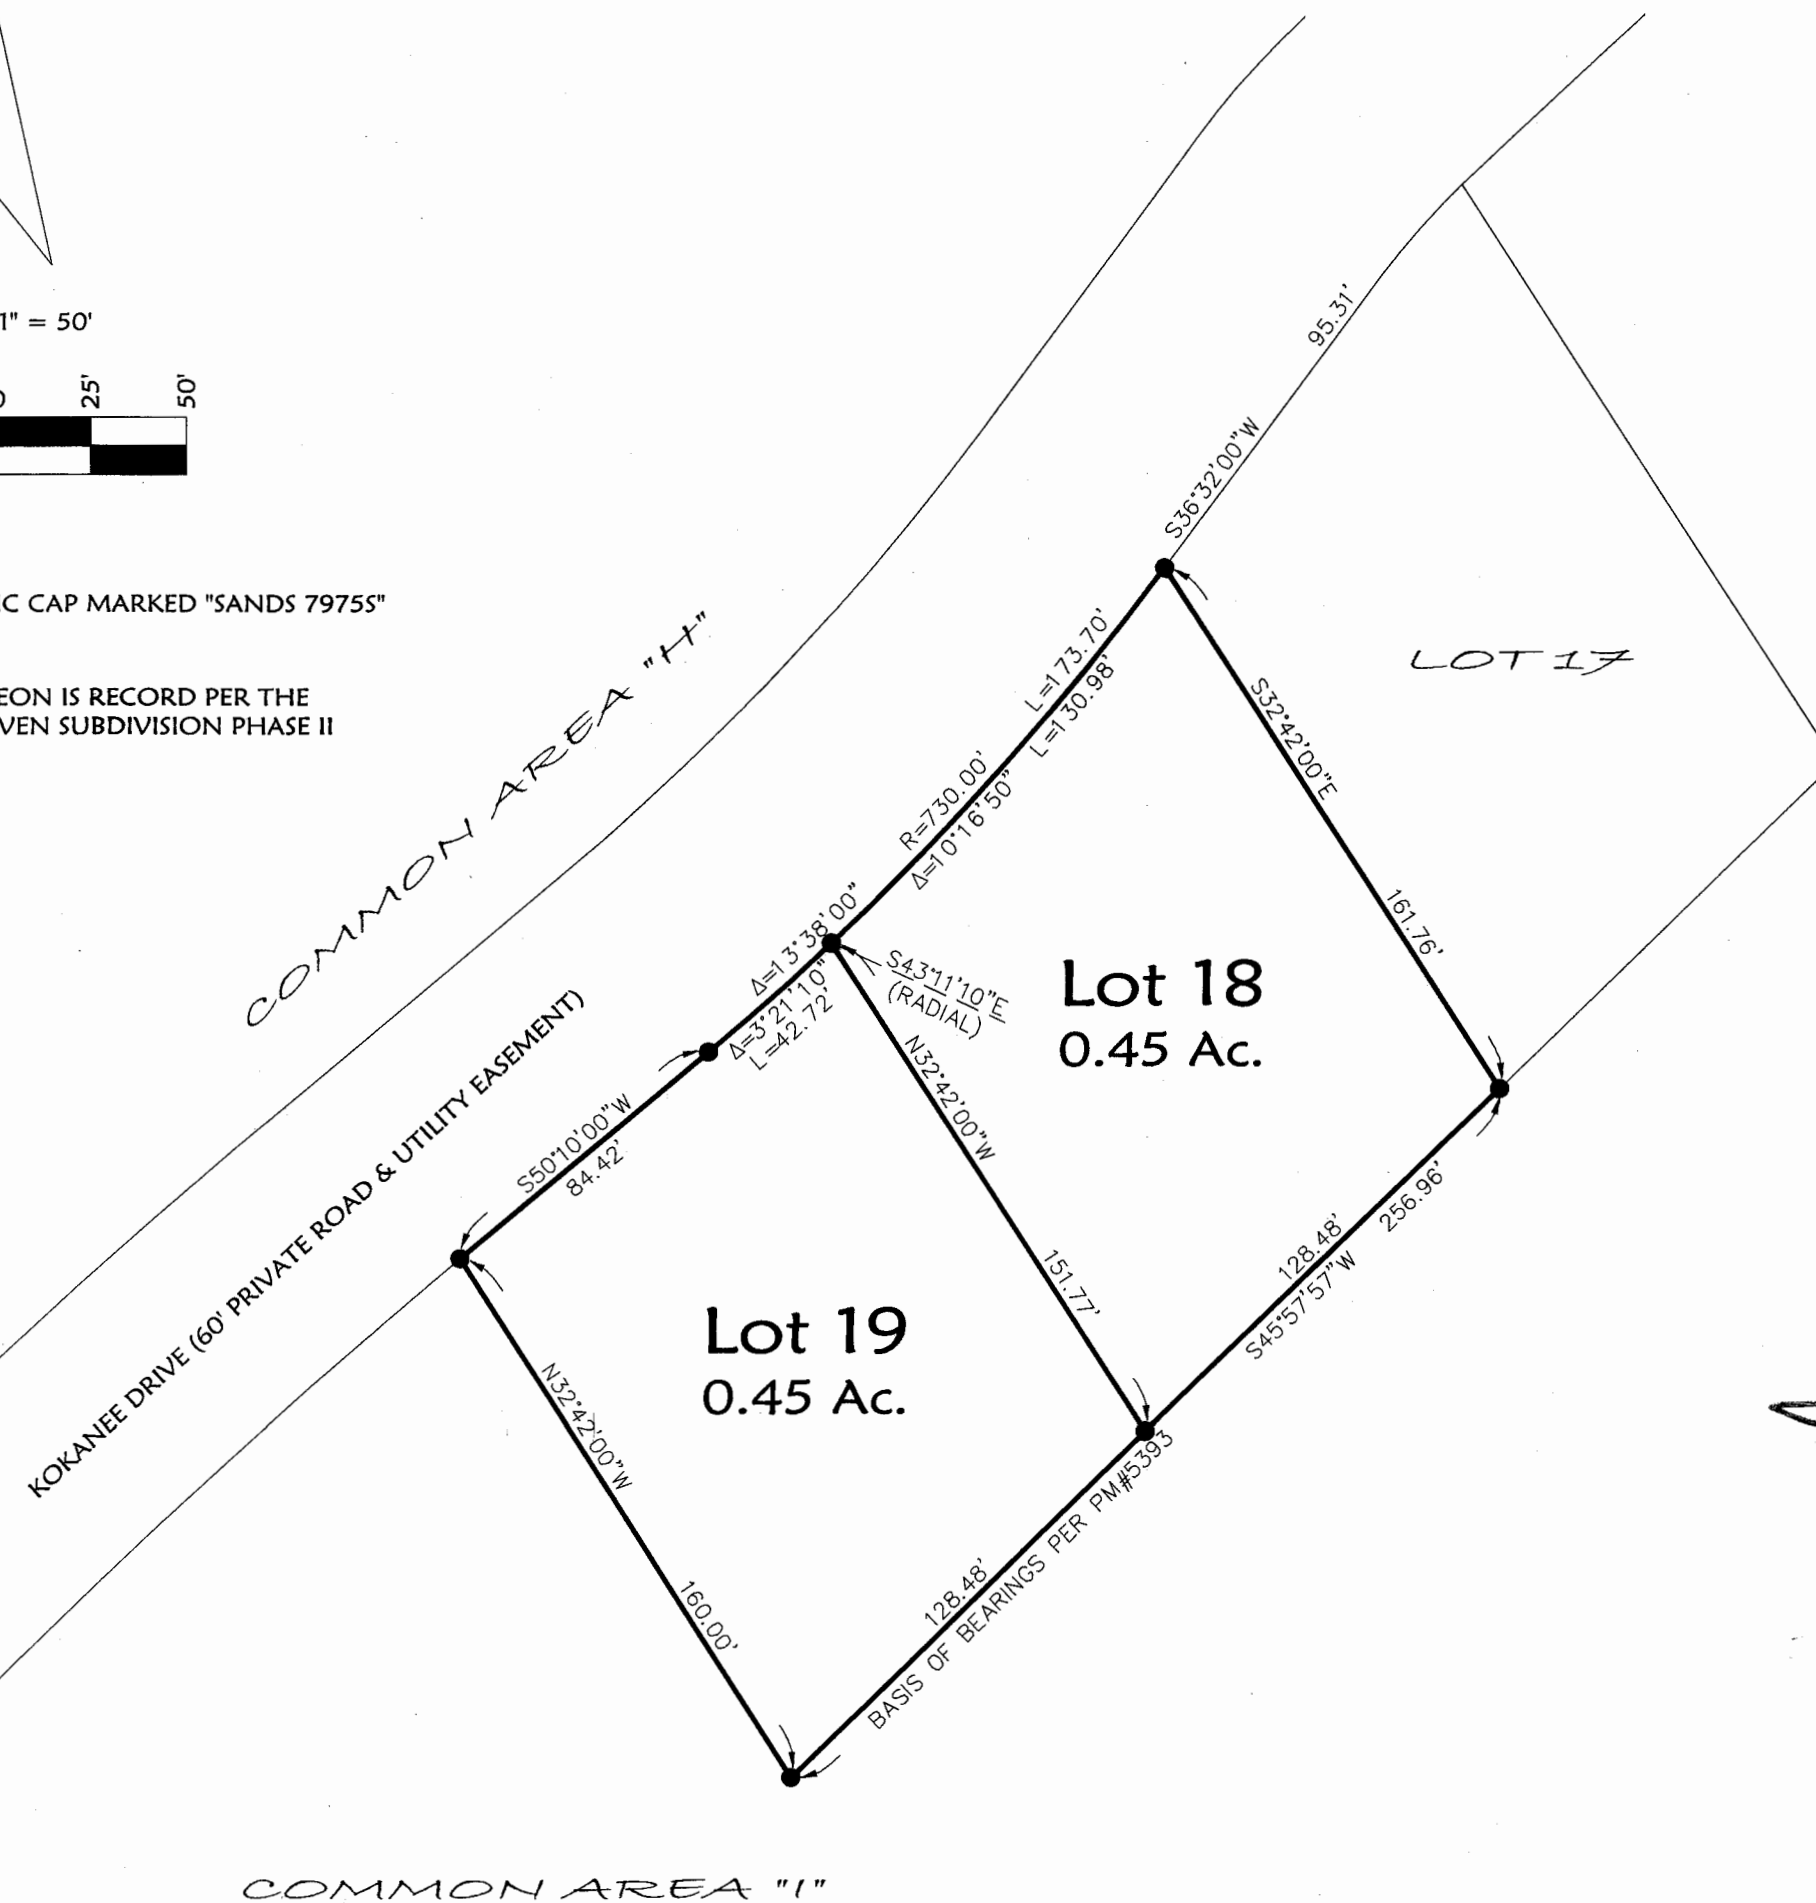 1" = 50'
25'
50'
IC CAP MARKED "SANDS 7975S"
EON IS RECORD PER THE
VEN SUBDIVISION PHASE II
COMMON AREA "H"
KOKANEE DRIVE (60' PRIVATE ROAD & UTILITY EASEMENT)
95.31'
S36°32'00"W
LOT 17
L=173.70'
L=130.98'
R=730.00'
Δ=10°16'50"
S32°42'00"E
161.76'
Δ=13°38'00"
Δ=3°21'10"
L=42.72'
S43°11'10"E
(RADIAL)
Lot 18
0.45 Ac.
N32°42'00"W
151.77'
S50°10'00"W
84.42'
Lot 19
0.45 Ac.
N32°42'00"W
160.00'
128.48'
256.96'
S45°57'57"W
128.48'
BASIS OF BEARINGS PER PM#5393
COMMON AREA "I"